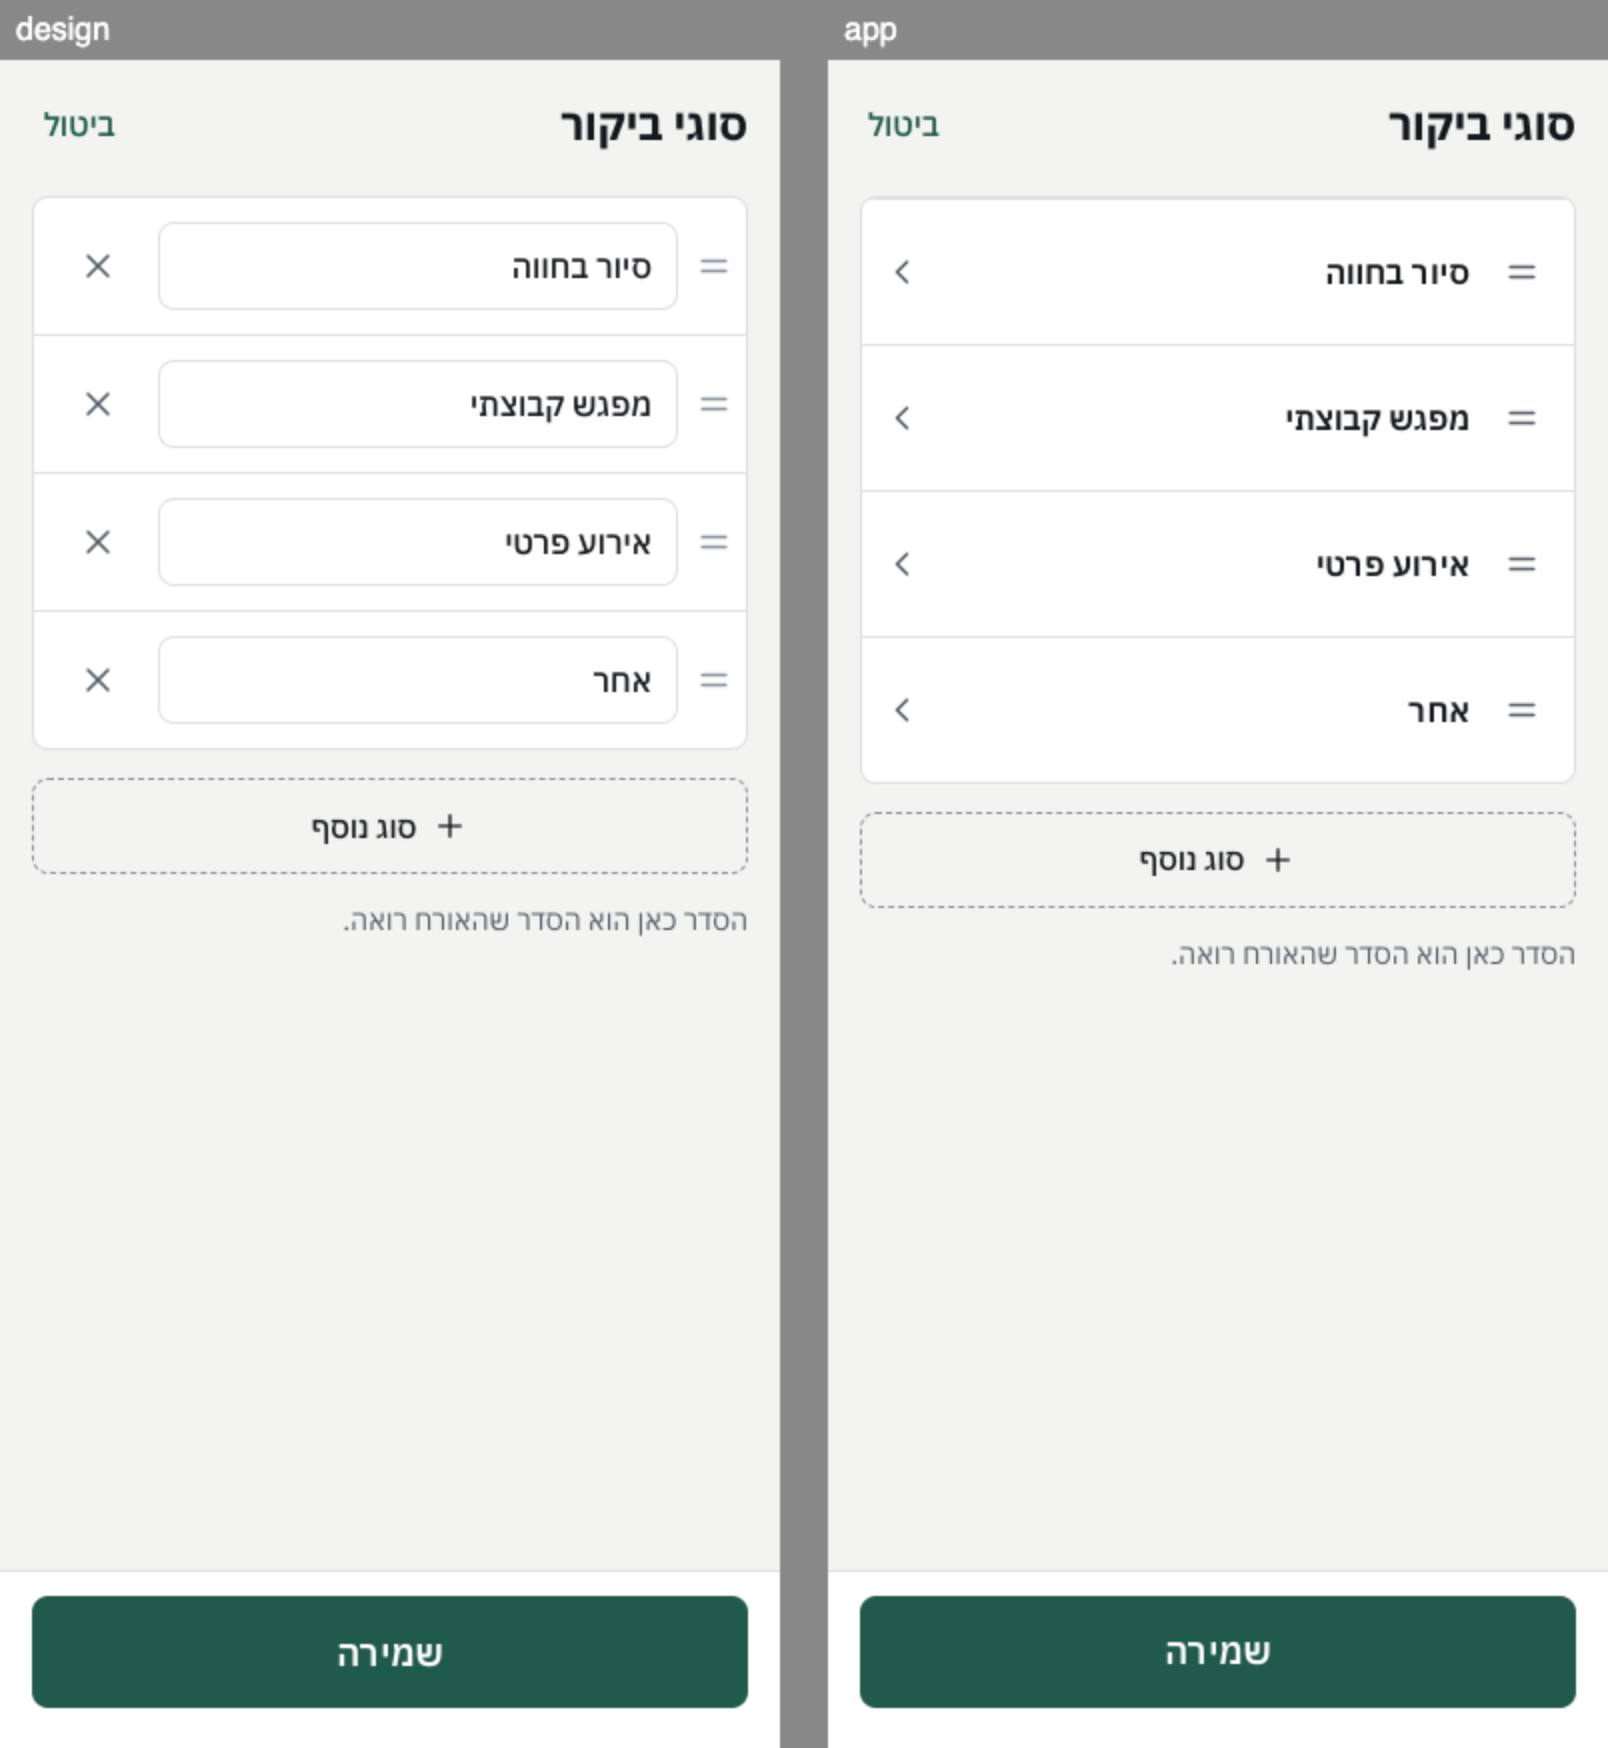 design
סוגי ביקור
ביטול
סיור בחווה
מפגש קבוצתי
אירוע פרטי
אחר
+ סוג נוסף
הסדר כאן הוא הסדר שהאורח רואה.
שמירה
app
סוגי ביקור
ביטול
סיור בחווה
מפגש קבוצתי
אירוע פרטי
אחר
+ סוג נוסף
הסדר כאן הוא הסדר שהאורח רואה.
שמירה